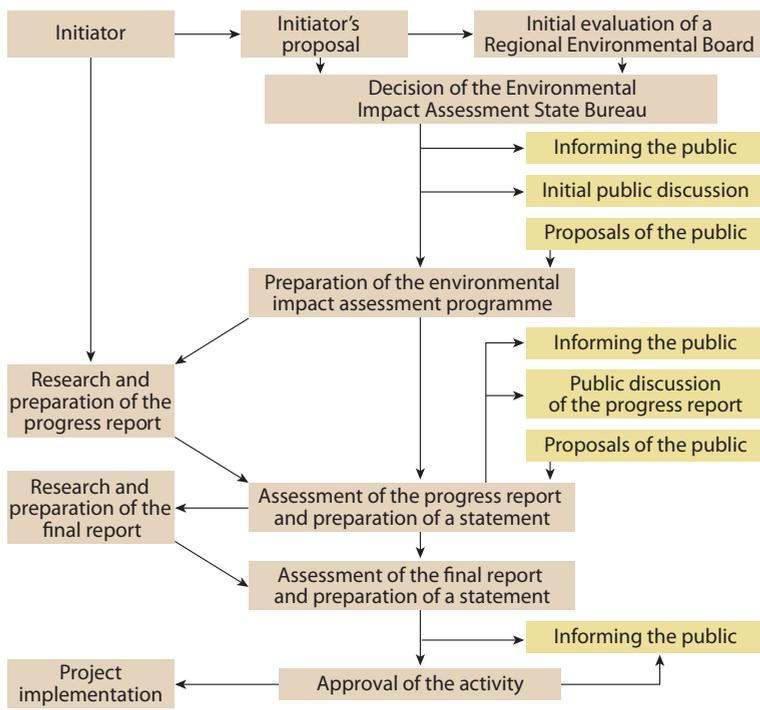 Initiator
Initiator's
proposal
Initial evaluation of a
Regional Environmental Board
Decision of the Environmental
Impact Assessment State Bureau
Informing the public
Initial public discussion
Proposals of the public
Preparation of the environmental
impact assessment programme
Informing the public
Research and
preparation of the
progress report
Public discussion
of the progress report
Proposals of the public
Research and
preparation of the
final report
Assessment of the progress report
and preparation of a statement
Assessment of the final report
and preparation of a statement
Informing the public
Project
implementation
Approval of the activity